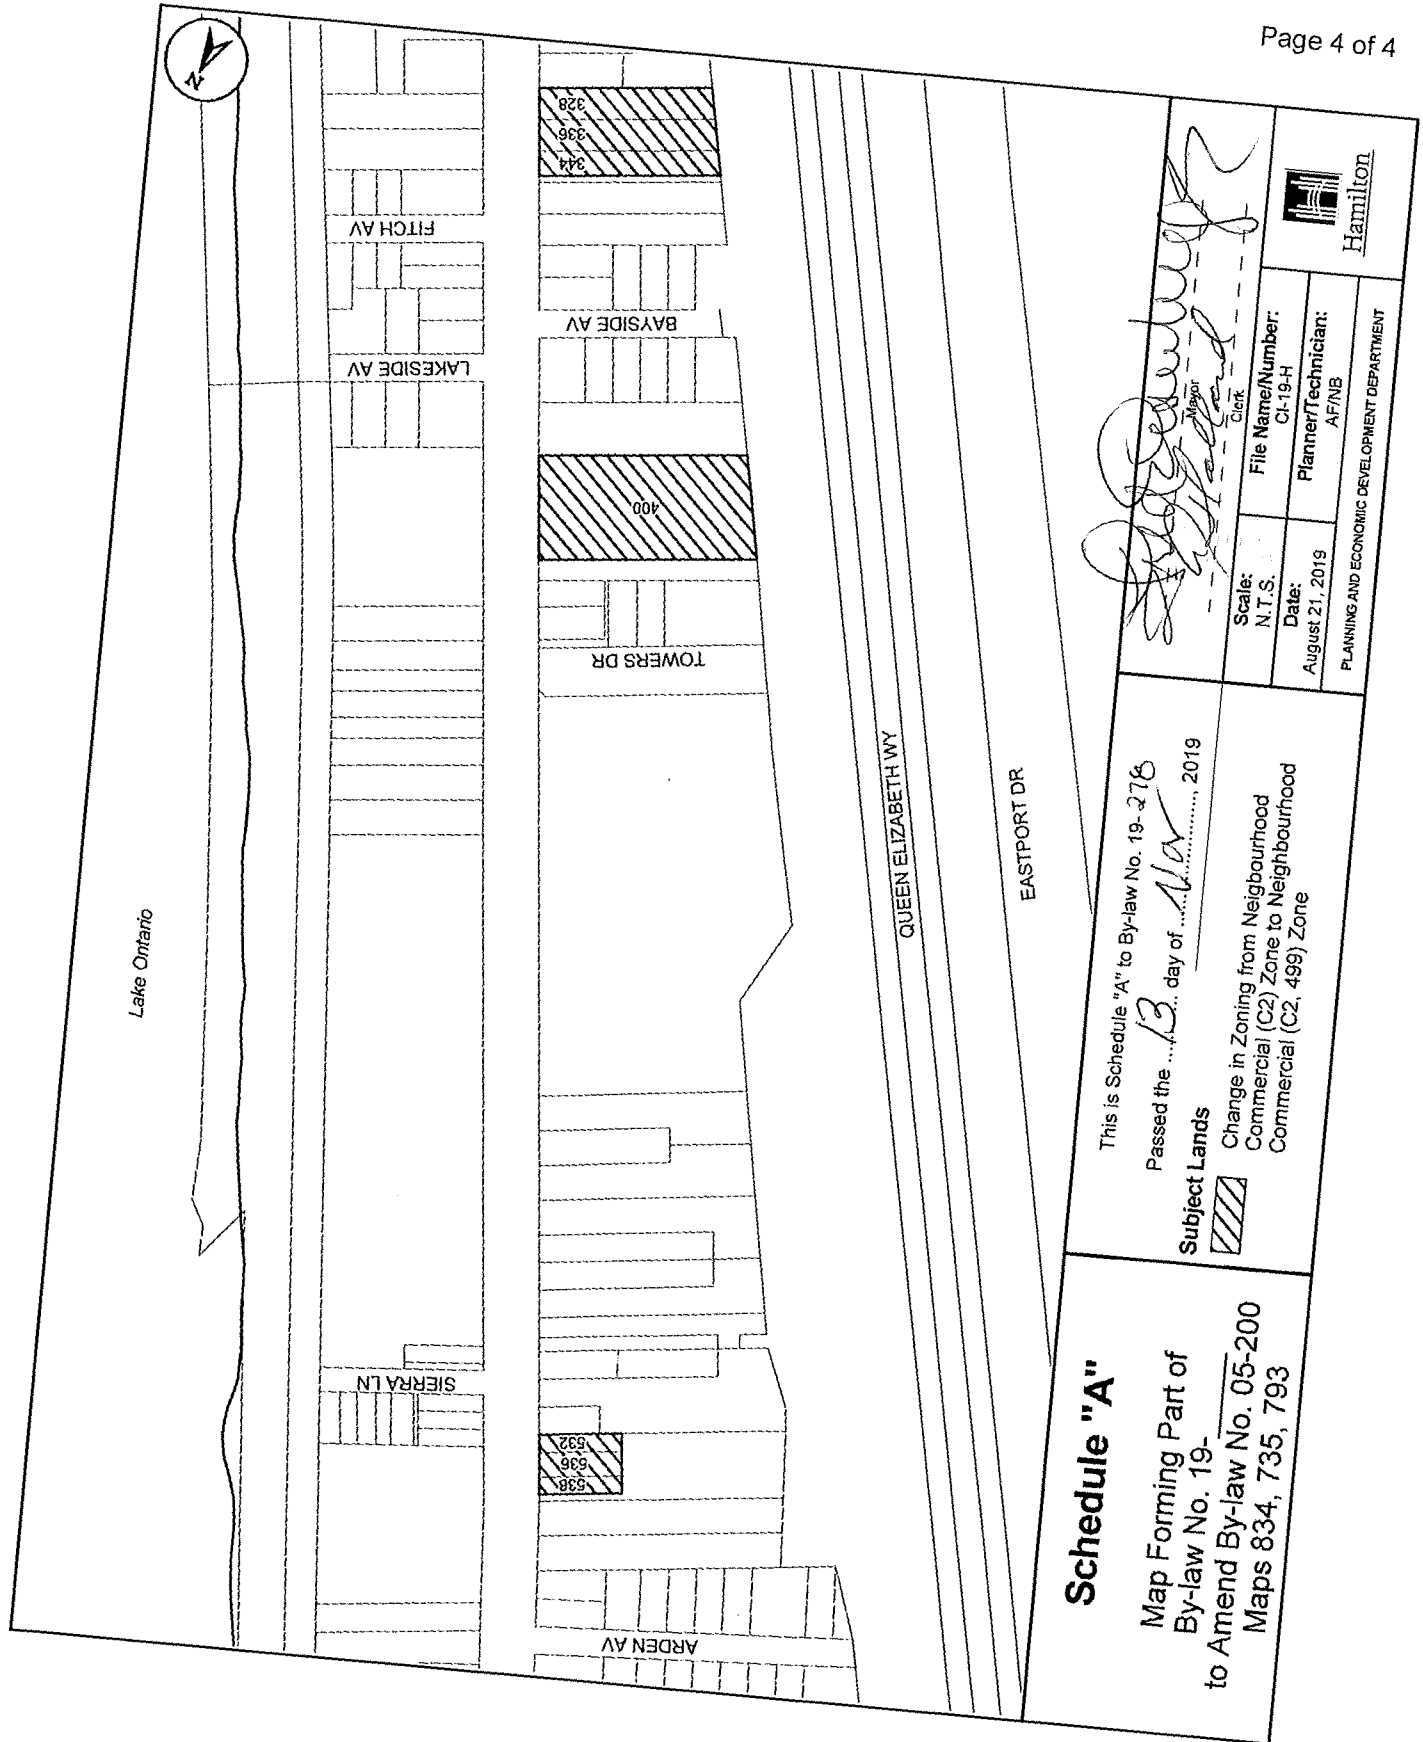 Page 4 of 4
N
Lake Ontario
328
336
344
FITCH AV
BAYSIDE AV
LAKESIDE AV
400
TOWERS DR
QUEEN ELIZABETH WY
EASTPORT DR
SIERRA LN
532
536
538
ARDEN AV
Schedule "A"
Map Forming Part of
By-law No. 19-
to Amend By-law No. 05-200
Maps 834, 735, 793
This is Schedule "A" to By-law No. 19-278
Passed the ....13.. day of ....Nov............, 2019
Subject Lands
Change in Zoning from Neigbourhood
Commercial (C2) Zone to Neighbourhood
Commercial (C2, 499) Zone
Mayor
Clerk
Scale:
N.T.S.
File Name/Number:
CI-19-H
Date:
August 21, 2019
Planner/Technician:
AF/NB
PLANNING AND ECONOMIC DEVELOPMENT DEPARTMENT
Hamilton